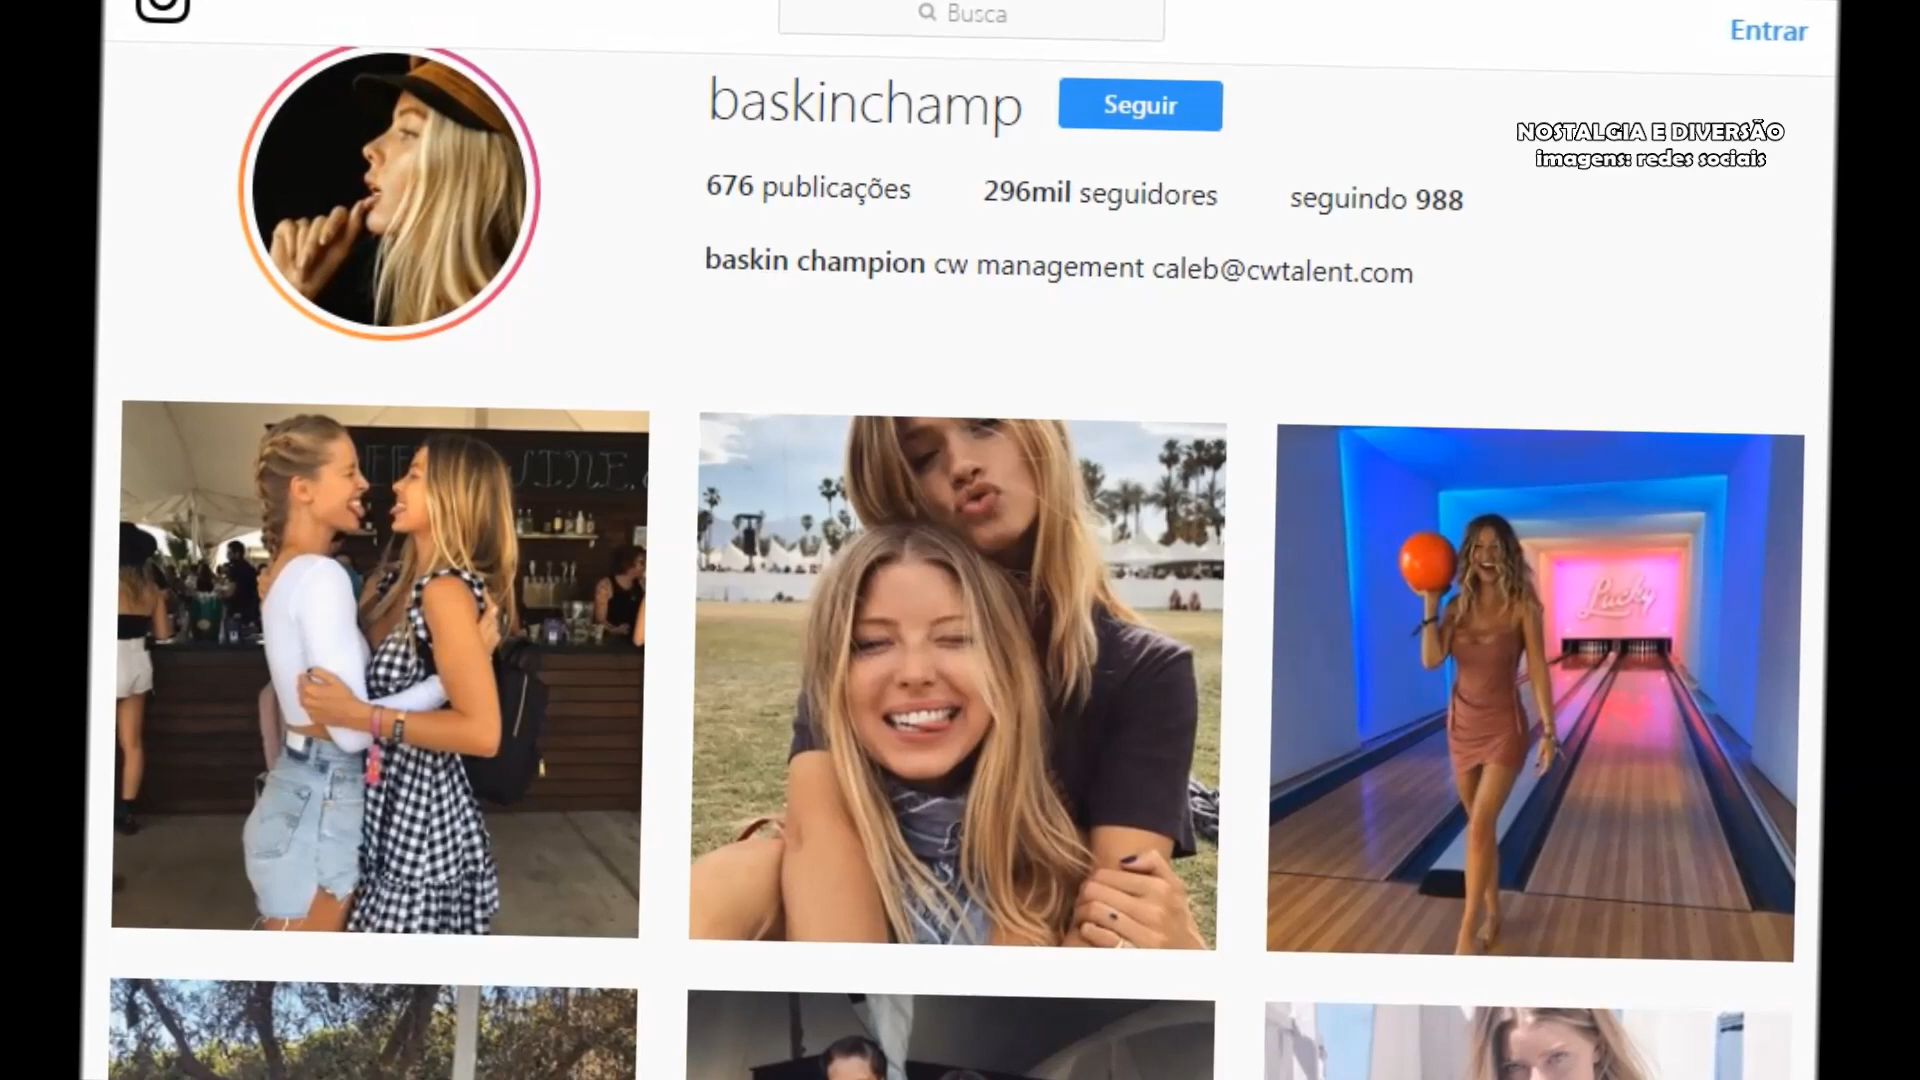 Busca
Entrar
baskinchamp Seguir
NOSTALGIA E DIVERSÃO
imagens: redes sociais
676 publicações 296mil seguidores seguindo 988
baskin champion cw management caleb@cwtalent.com
WINE
Lucky